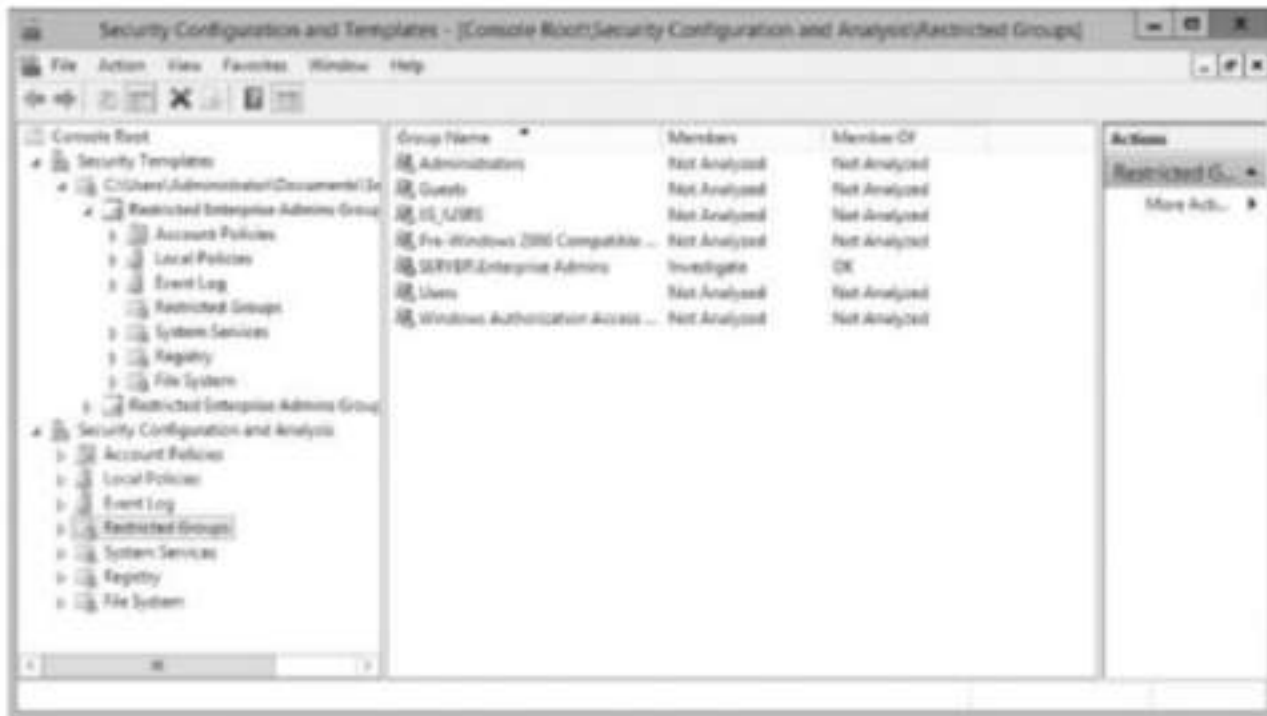 Security Configuration and Templates - [Console Root\Security Configuration and Analysis\Restricted Groups]
File Action View Favorites Window Help
Console Root
Security Templates
C:\Users\Administrator\Documents\Se
Restricted Enterprise Admins Group
Account Policies
Local Policies
Event Log
Restricted Groups
System Services
Registry
File System
Restricted Enterprise Admins Group
Security Configuration and Analysis
Account Policies
Local Policies
Event Log
Restricted Groups
System Services
Registry
File System
Group Name Members Member Of
Administrators Not Analyzed Not Analyzed
Guests Not Analyzed Not Analyzed
IIS_IUSRS Not Analyzed Not Analyzed
Pre-Windows 2000 Compatible ... Not Analyzed Not Analyzed
SERVER\Enterprise Admins Investigate OK
Users Not Analyzed Not Analyzed
Windows Authorization Access ... Not Analyzed Not Analyzed
Actions
Restricted G...
More Acti...